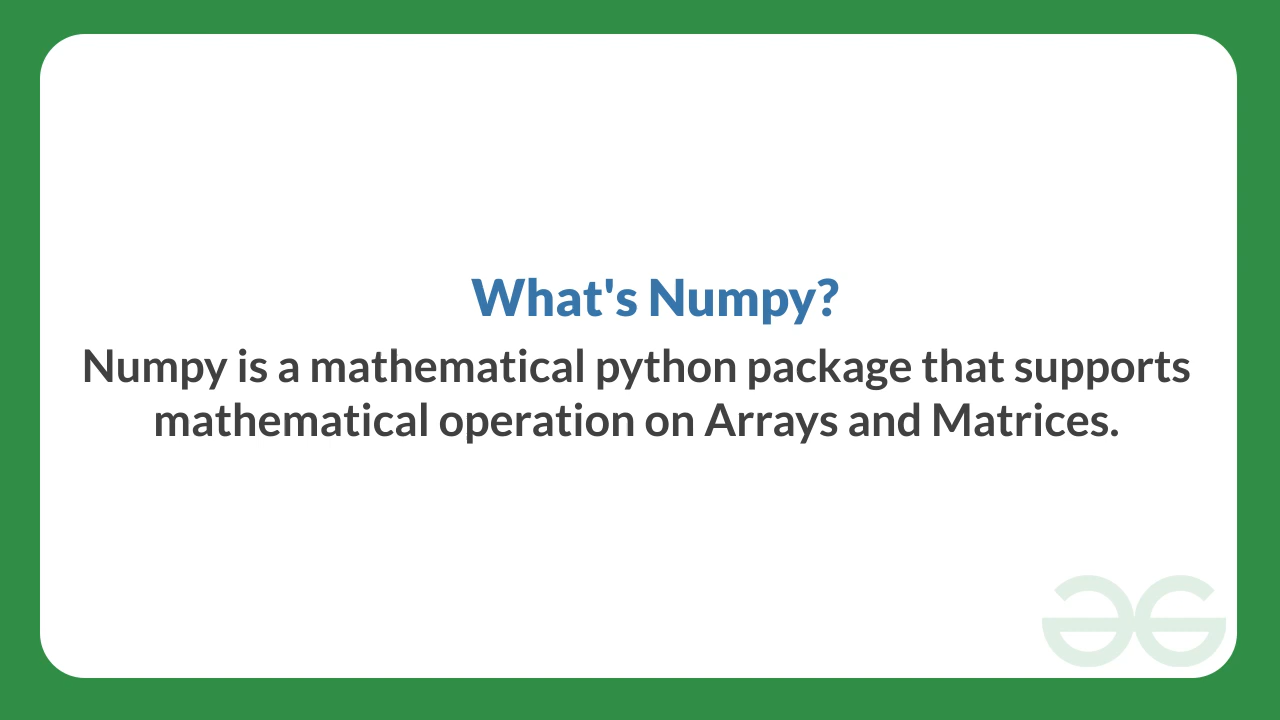 What's Numpy?
Numpy is a mathematical python package that supports
mathematical operation on Arrays and Matrices.